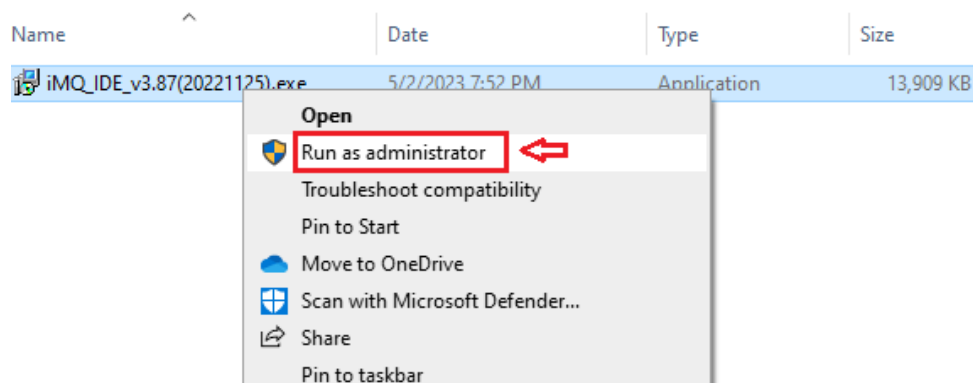 Name Date Type Size
iMQ_IDE_v3.87(20221125).exe 5/2/2023 7:52 PM Application 13,909 KB
Open
Run as administrator
Troubleshoot compatibility
Pin to Start
Move to OneDrive
Scan with Microsoft Defender...
Share
Pin to taskbar